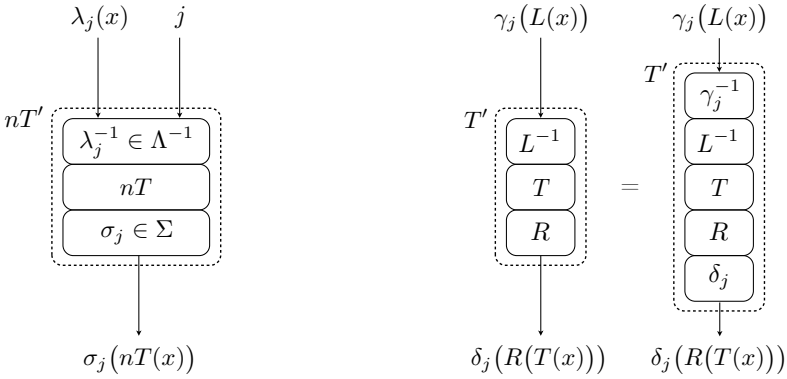 λ_j(x) j
nT′
λ_j^{-1} ∈ Λ^{-1}
nT
σ_j ∈ Σ
σ_j(nT(x))
γ_j(L(x))
T′
L^{-1}
T
R
δ_j(R(T(x)))
=
γ_j(L(x))
T′
γ_j^{-1}
L^{-1}
T
R
δ_j
δ_j(R(T(x)))